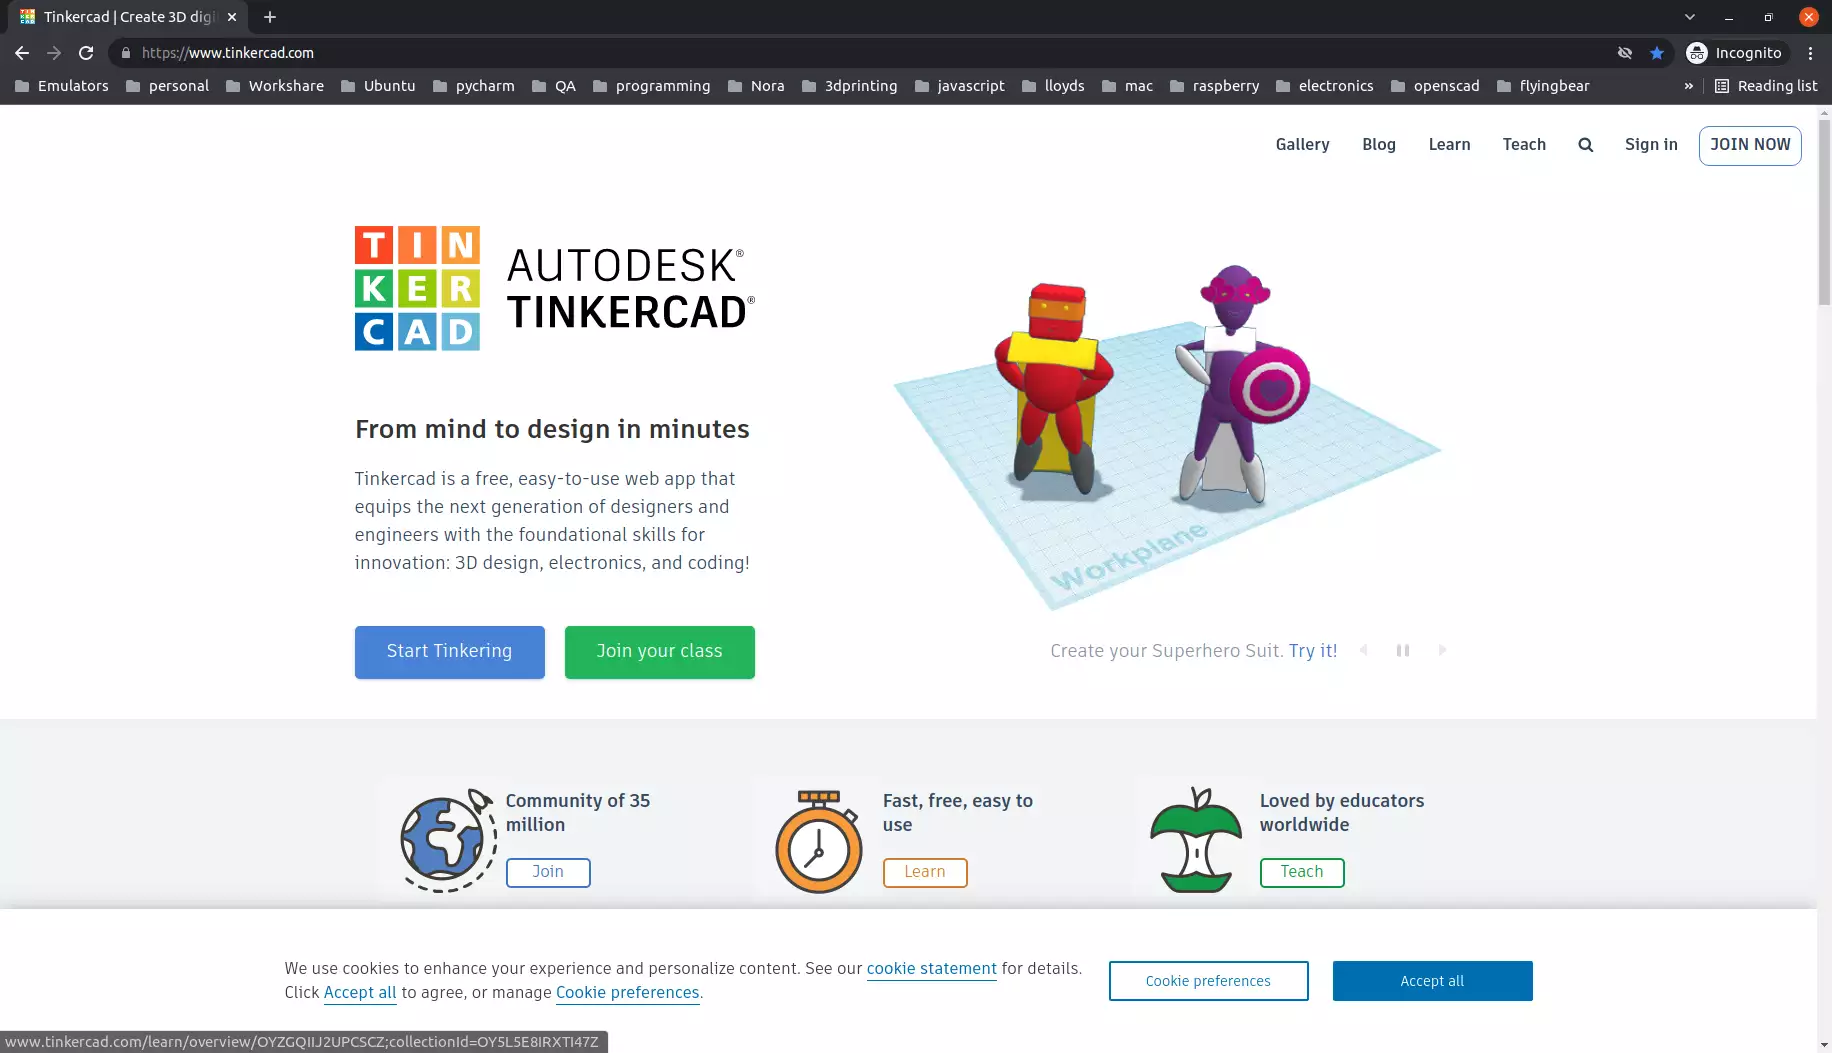 Tinkercad | Create 3D digi
https://www.tinkercad.com
Incognito
Emulators personal Workshare Ubuntu pycharm QA programming Nora 3dprinting javascript lloyds mac raspberry electronics openscad flyingbear » Reading list
Gallery Blog Learn Teach Sign in JOIN NOW
TIN
KER
CAD
AUTODESK®
TINKERCAD®
From mind to design in minutes
Tinkercad is a free, easy-to-use web app that
equips the next generation of designers and
engineers with the foundational skills for
innovation: 3D design, electronics, and coding!
Workplane
Start Tinkering Join your class
Create your Superhero Suit. Try it!
Community of 35
million
Join
Fast, free, easy to
use
Learn
Loved by educators
worldwide
Teach
We use cookies to enhance your experience and personalize content. See our cookie statement for details.
Click Accept all to agree, or manage Cookie preferences.
Cookie preferences Accept all
www.tinkercad.com/learn/overview/OYZGQIIJ2UPCSCZ;collectionId=OY5L5E8IRXTI47Z